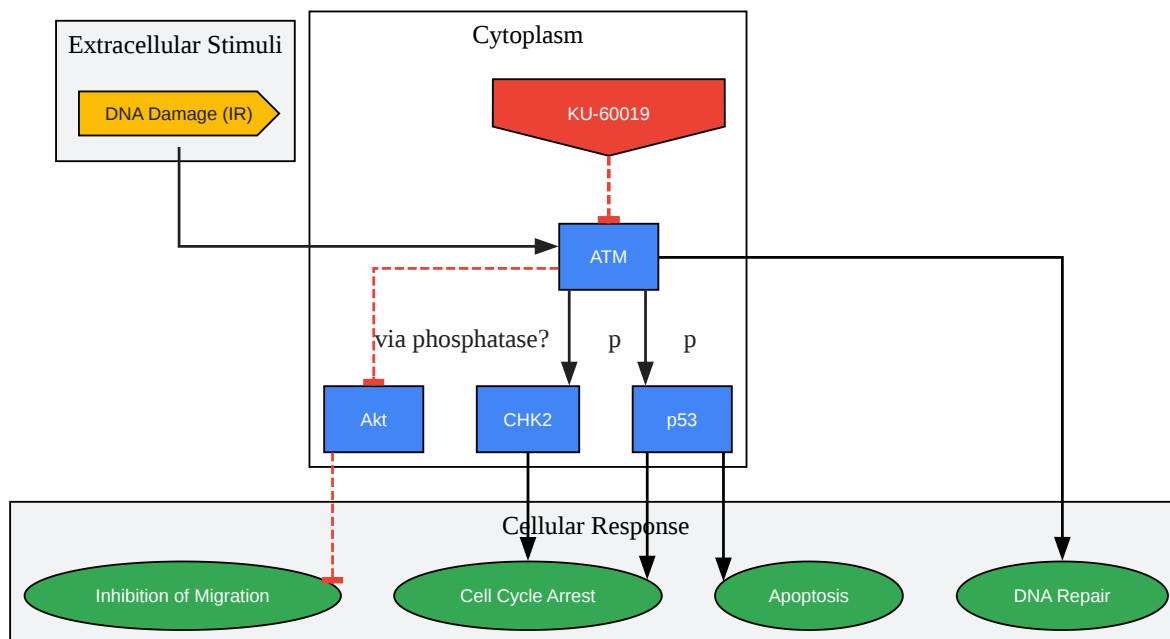 Extracellular Stimuli
Cytoplasm
DNA Damage (IR)
KU-60019
ATM
via phosphatase?
p
p
Akt
CHK2
p53
Cellular Response
Inhibition of Migration
Cell Cycle Arrest
Apoptosis
DNA Repair